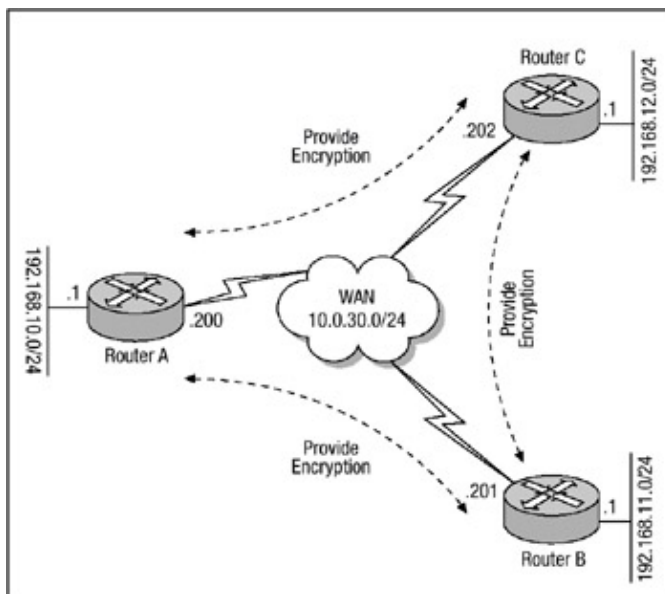 Router C
192.168.12.0/24
.1
.202
Provide
Encryption
192.168.10.0/24
.1
.200
Router A
WAN
10.0.30.0/24
Provide
Encryption
Provide
Encryption
.201
.1
192.168.11.0/24
Router B